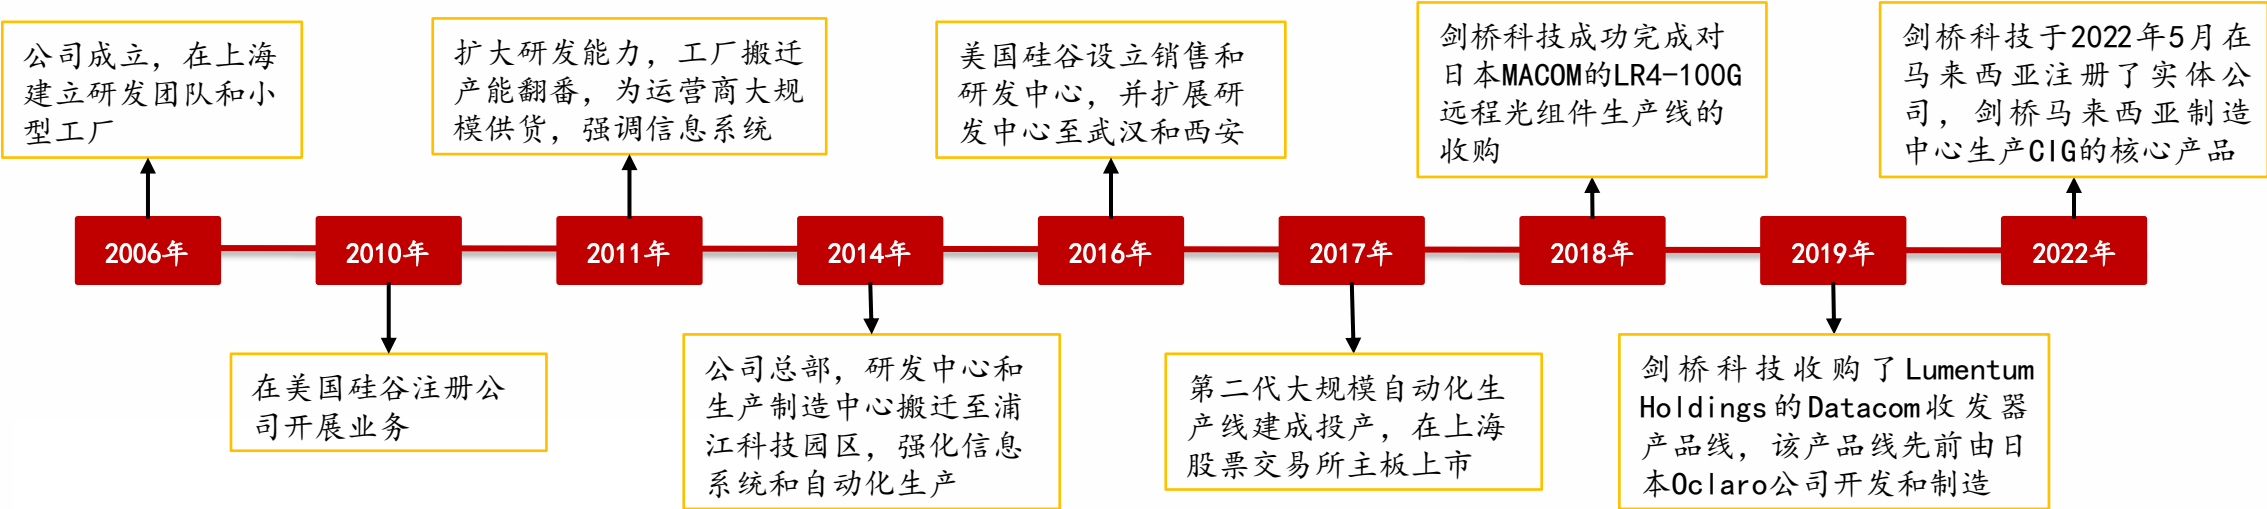 公司成立，在上海
建立研发团队和小
型工厂
扩大研发能力，工厂搬迁
产能翻番，为运营商大规
模供货，强调信息系统
美国硅谷设立销售和
研发中心，并扩展研
发中心至武汉和西安
剑桥科技成功完成对
日本MACOM的LR4-100G
远程光组件生产线的
收购
剑桥科技于2022年5月在
马来西亚注册了实体公
司，剑桥马来西亚制造
中心生产CIG的核心产品
2006年
2010年
2011年
2014年
2016年
2017年
2018年
2019年
2022年
在美国硅谷注册公
司开展业务
公司总部，研发中心和
生产制造中心搬迁至浦
江科技园区，强化信息
系统和自动化生产
第二代大规模自动化生
产线建成投产，在上海
股票交易所主板上市
剑桥科技收购了Lumentum
Holdings的Datacom收发器
产品线，该产品线先前由日
本Oclaro公司开发和制造